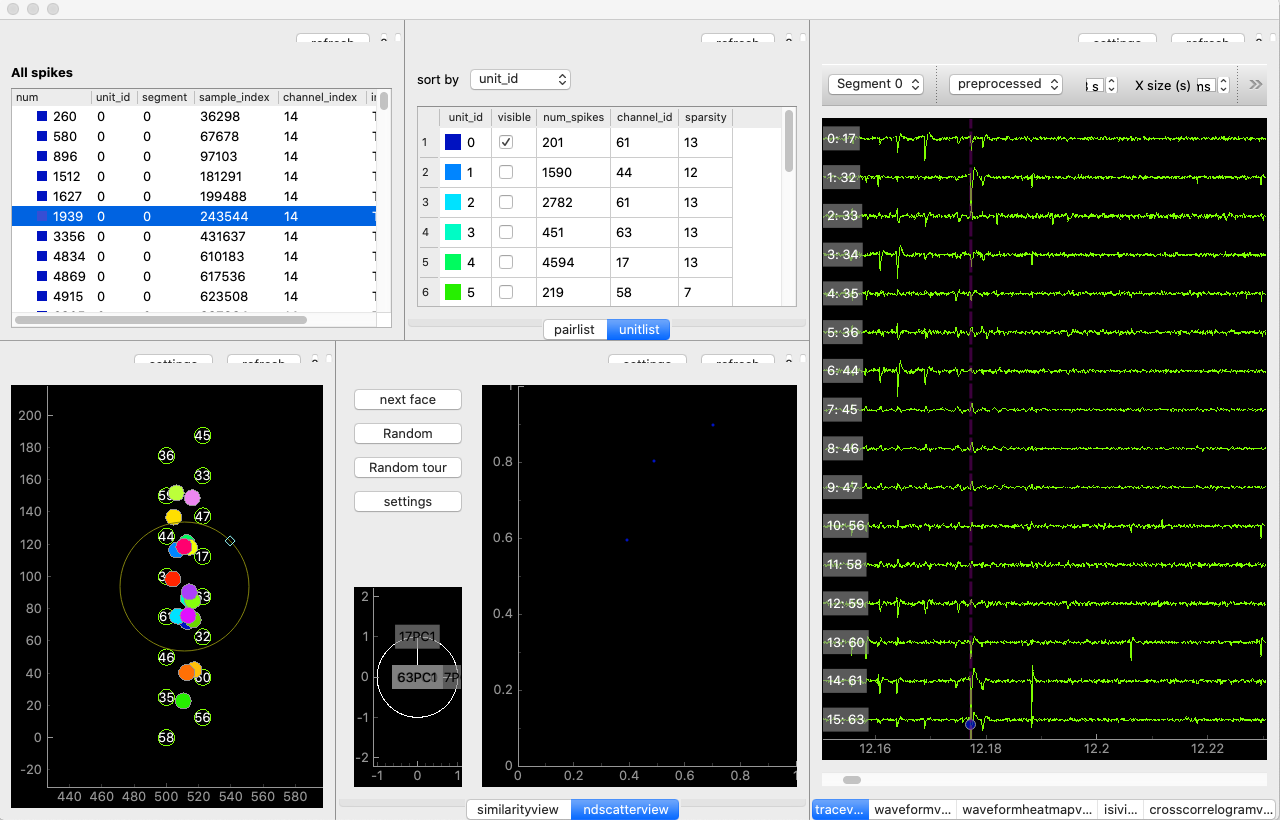 refresh
All spikes
num unit_id segment sample_index channel_index
260 0 0 36298 14
580 0 0 67678 14
896 0 0 97103 14
1512 0 0 181291 14
1627 0 0 199488 14
1939 0 0 243544 14
3356 0 0 431637 14
4834 0 0 610183 14
4869 0 0 617536 14
4915 0 0 623508 14
refresh
sort by unit_id
unit_id visible num_spikes channel_id sparsity
1 0 201 61 13
2 1 1590 44 12
3 2 2782 61 13
4 3 451 63 13
5 4 4594 17 13
6 5 219 58 7
pairlist unitlist
settings refresh
Segment 0 preprocessed s X size (s) ns »
0: 17
1: 32
2: 33
3: 34
4: 35
5: 36
6: 44
7: 45
8: 46
9: 47
10: 56
11: 58
12: 59
13: 60
14: 61
15: 63
12.16 12.18 12.2 12.22
tracev... waveformv... waveformheatmapv... isivi... crosscorrelogramv...
settings refresh
200
180
160
140
120
100
80
60
40
20
0
-20
440 460 480 500 520 540 560 580
45
36
33
59
47
44
17
63
61
32
46
60
35
56
58
settings refresh
next face
Random
Random tour
settings
2
1
0
-1
-2
-1 0 1
17PC1
63PC1
1
0.8
0.6
0.4
0.2
0
0 0.2 0.4 0.6 0.8 1
similarityview ndscatterview